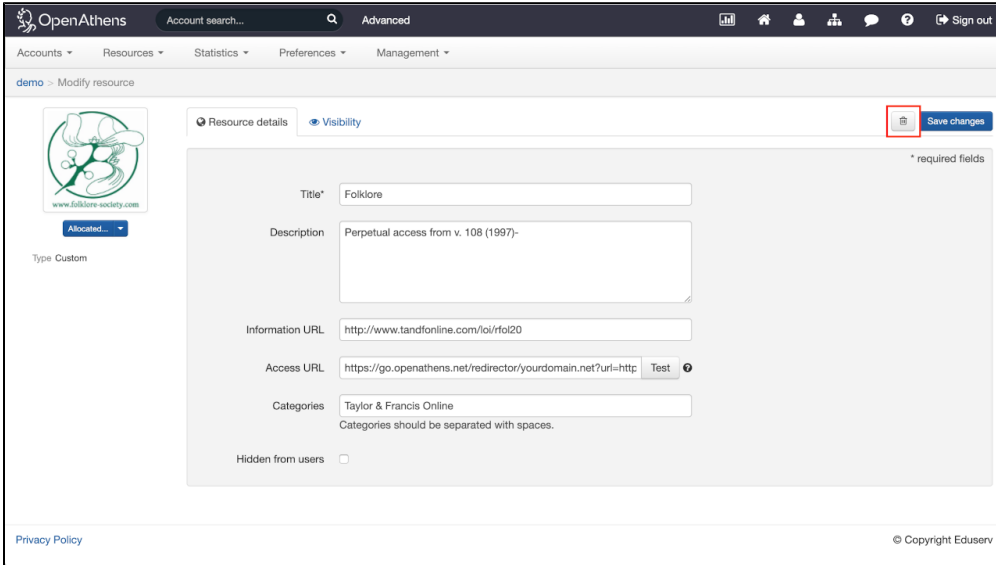 OpenAthens Account search... Advanced Sign out
Accounts Resources Statistics Preferences Management
demo > Modify resource
www.folklore-society.com
Allocated...
Type Custom
Resource details Visibility Save changes
* required fields
Title* Folklore
Description Perpetual access from v. 108 (1997)-
Information URL http://www.tandfonline.com/loi/rfol20
Access URL https://go.openathens.net/redirector/yourdomain.net?url=http Test
Categories Taylor & Francis Online
Categories should be separated with spaces.
Hidden from users
Privacy Policy © Copyright Eduserv